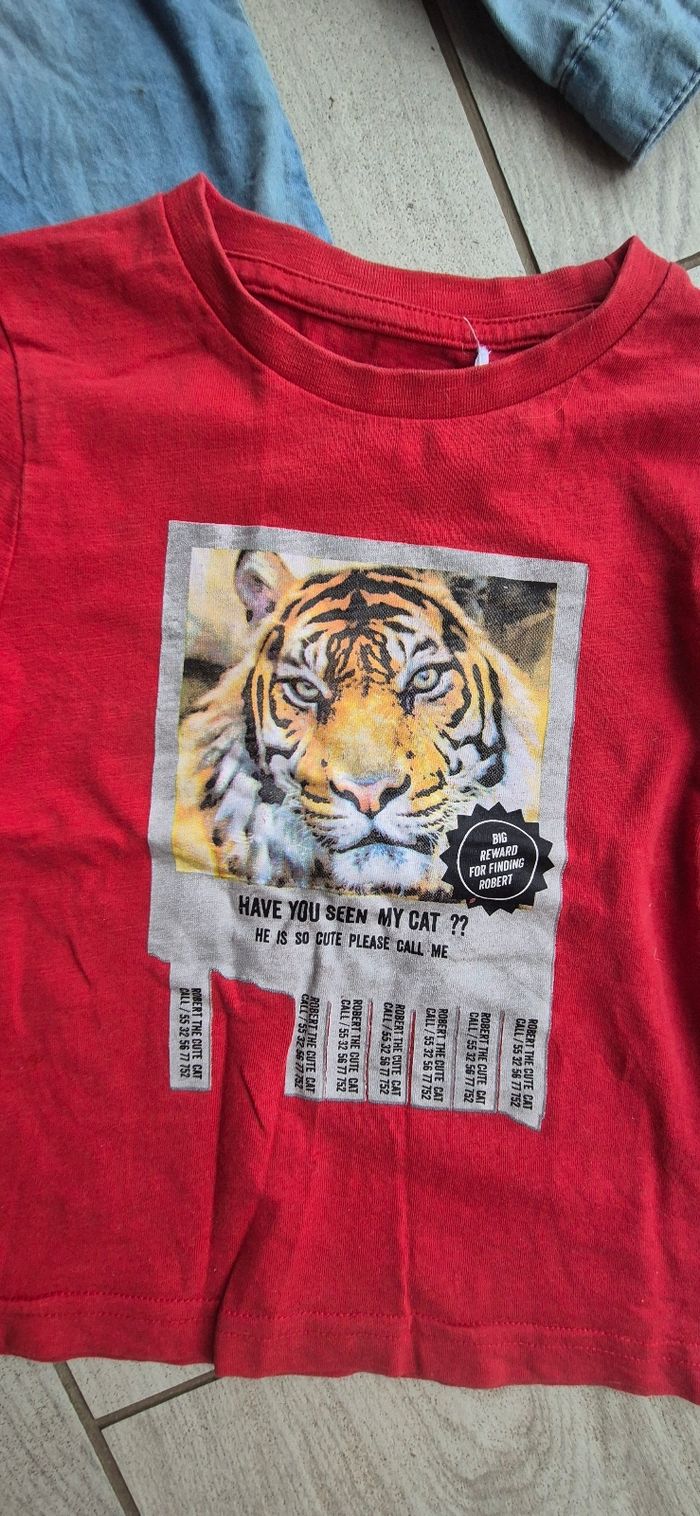 BIG
REWARD
FOR FINDING
ROBERT
HAVE YOU SEEN MY CAT ??
HE IS SO CUTE PLEASE CALL ME
ROBERT THE CUTE CAT
CALL / 55 32 56 77 752
ROBERT THE CUTE CAT
CALL / 55 32 56 77 752
ROBERT THE CUTE CAT
CALL / 55 32 56 77 752
ROBERT THE CUTE CAT
CALL / 55 32 56 77 752
ROBERT THE CUTE CAT
CALL / 55 32 56 77 752
ROBERT THE CUTE CAT
CALL / 55 32 56 77 752
ROBERT THE CUTE CAT
CALL / 55 32 56 77 752